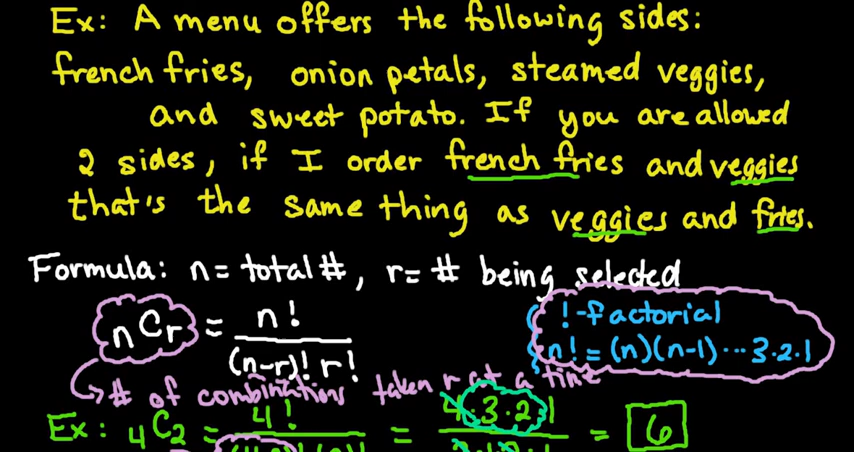 Ex: A menu offers the following sides:
french fries, onion petals, steamed veggies,
and sweet potato. If you are allowed
2 sides, if I order french fries and veggies
that's the same thing as veggies and fries.
Formula: n= total #, r= # being selected
nCr = n! / (n-r)! r!
!-factorial
n! = (n)(n-1)...3·2·1
# of combinations taken r at a time
Ex: 4C2 = 4! = 4·3·2·1 = 6